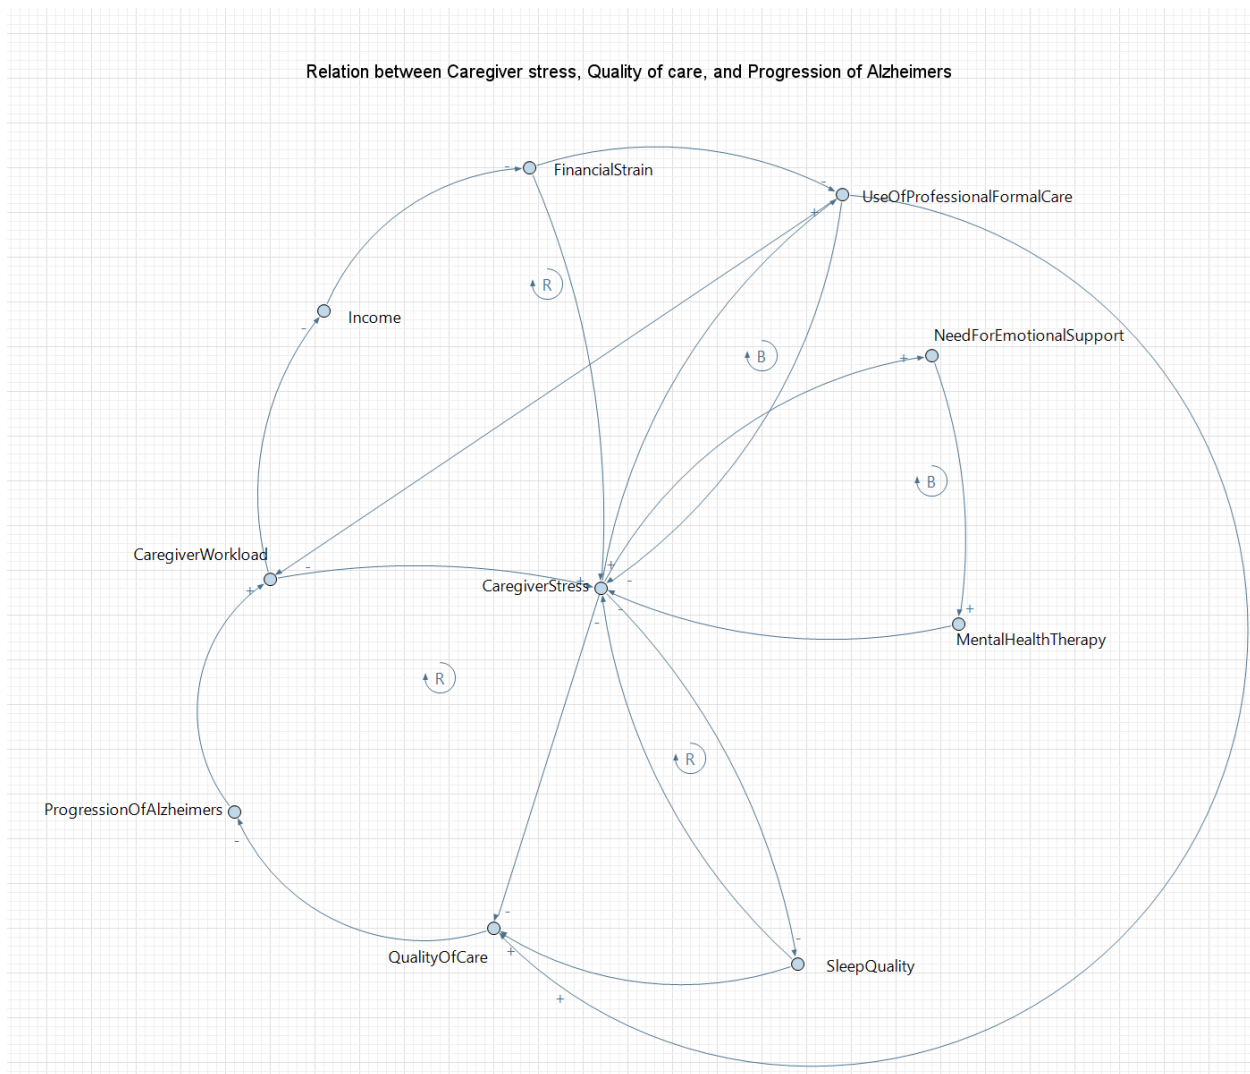 Relation between Caregiver stress, Quality of care, and Progression of Alzheimers
-
FinancialStrain
-
UseOfProfessionalFormalCare
+
R
-
Income
NeedForEmotionalSupport
B
+
B
CaregiverWorkload
-
+
+
CaregiverStress
+
-
-
-
+
MentalHealthTherapy
R
R
ProgressionOfAlzheimers
-
-
QualityOfCare
+
-
SleepQuality
+